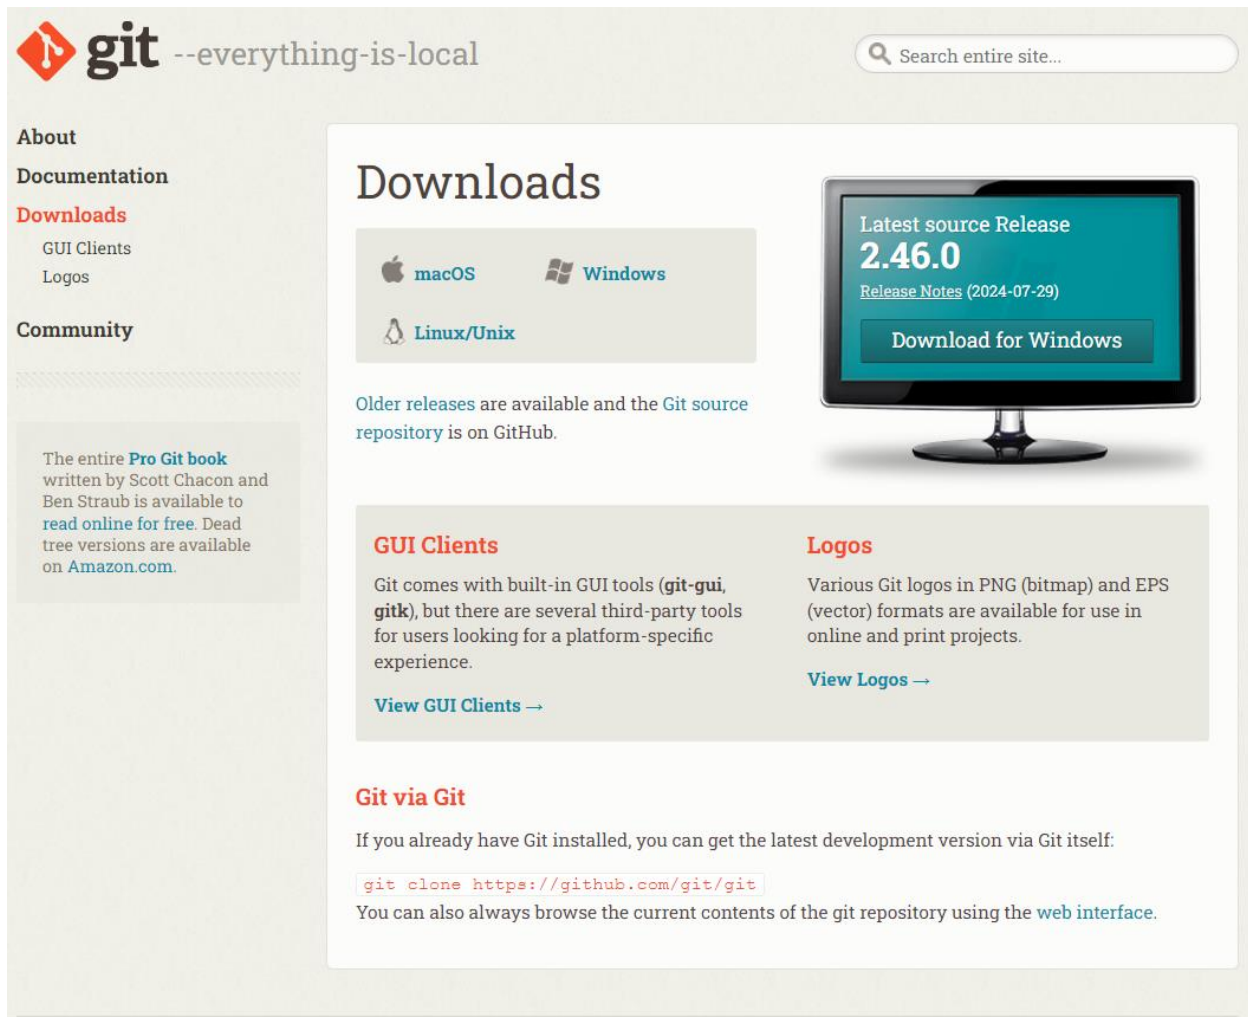 git --everything-is-local
Search entire site...
About
Documentation
Downloads
GUI Clients
Logos
Community
The entire Pro Git book
written by Scott Chacon and
Ben Straub is available to
read online for free. Dead
tree versions are available
on Amazon.com.
Downloads
macOS
Windows
Linux/Unix
Older releases are available and the Git source
repository is on GitHub.
Latest source Release
2.46.0
Release Notes (2024-07-29)
Download for Windows
GUI Clients
Git comes with built-in GUI tools (git-gui,
gitk), but there are several third-party tools
for users looking for a platform-specific
experience.
View GUI Clients →
Logos
Various Git logos in PNG (bitmap) and EPS
(vector) formats are available for use in
online and print projects.
View Logos →
Git via Git
If you already have Git installed, you can get the latest development version via Git itself:
git clone https://github.com/git/git
You can also always browse the current contents of the git repository using the web interface.